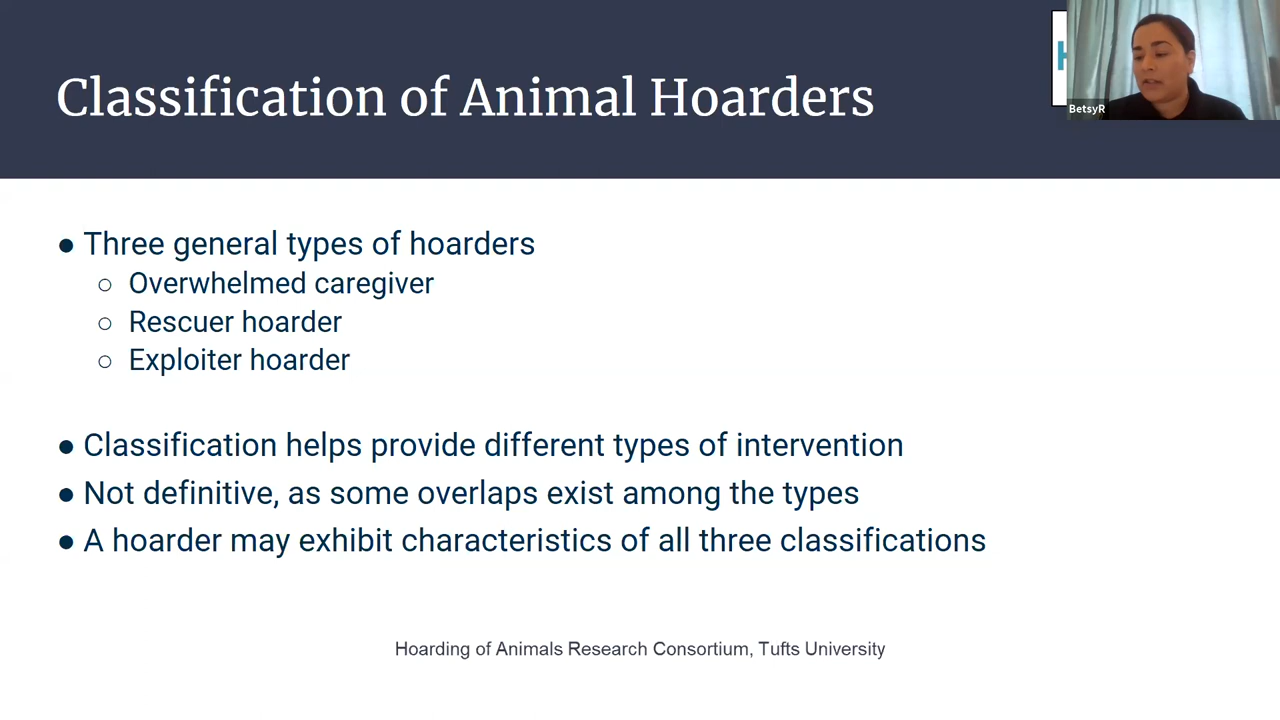 Classification of Animal Hoarders
H
BetsyR
● Three general types of hoarders
○ Overwhelmed caregiver
○ Rescuer hoarder
○ Exploiter hoarder
● Classification helps provide different types of intervention
● Not definitive, as some overlaps exist among the types
● A hoarder may exhibit characteristics of all three classifications
Hoarding of Animals Research Consortium, Tufts University